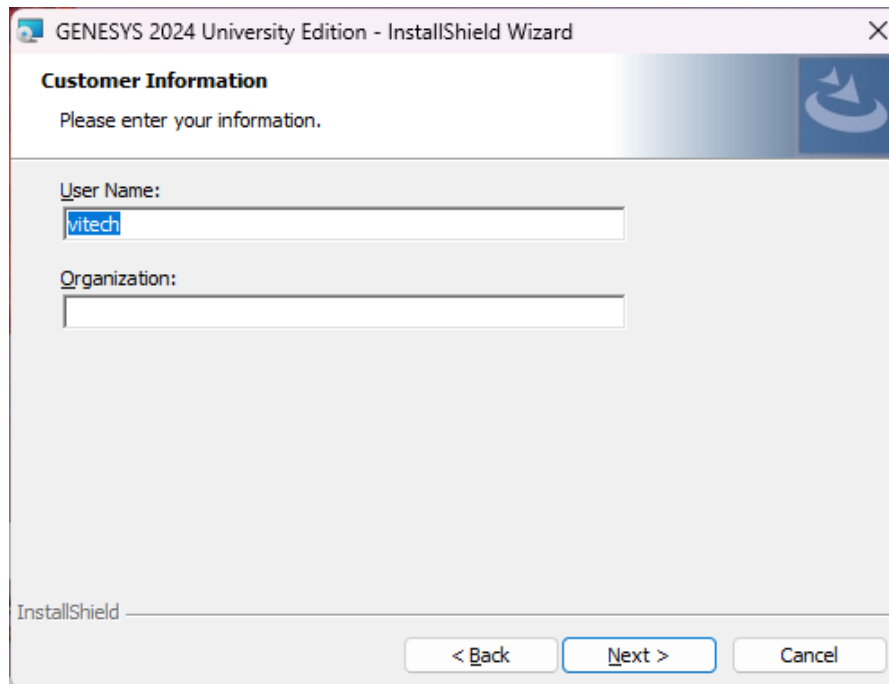 GENESYS 2024 University Edition - InstallShield Wizard
Customer Information
Please enter your information.
User Name:
vitech
Organization:
InstallShield
< Back Next > Cancel